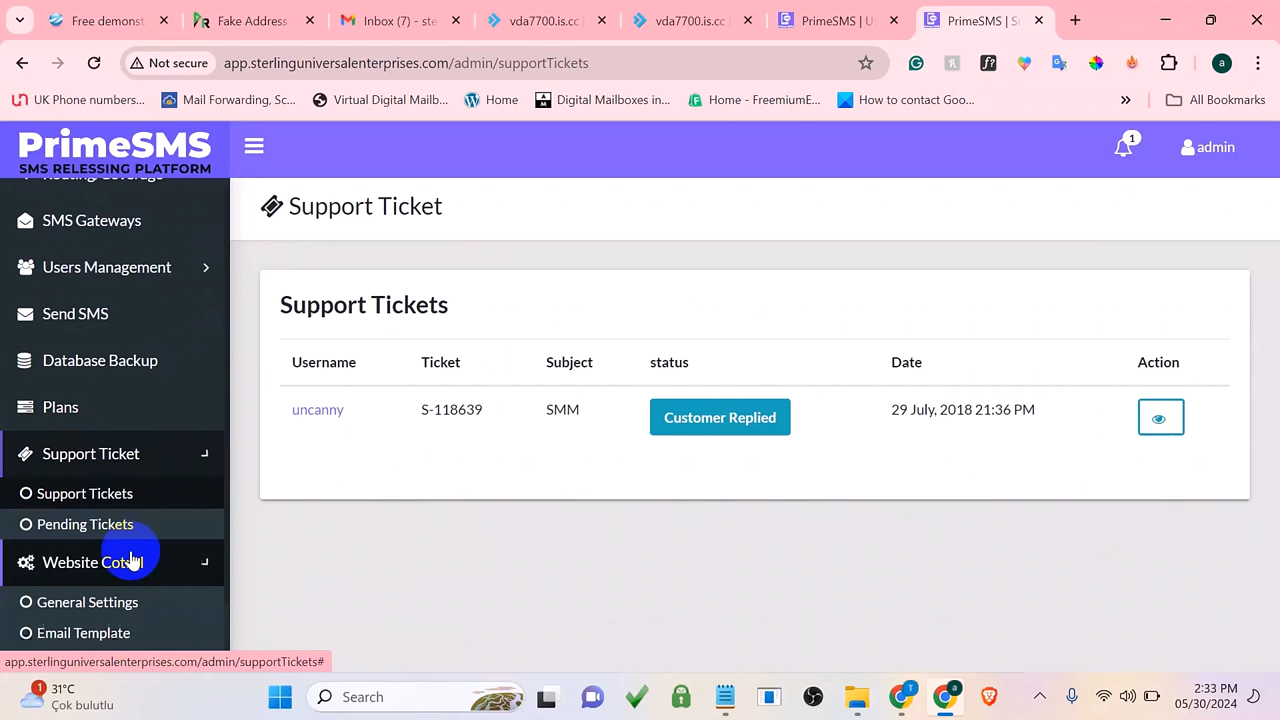 Free demonst
Fake Address
Inbox (7) - ste
vda7700.is.cc
vda7700.is.cc
PrimeSMS | U
PrimeSMS | S
Not secure
app.sterlinguniversalenterprises.com/admin/supportTickets
a
UK Phone numbers...
Mail Forwarding, Sc...
Virtual Digital Mailb...
Home
Digital Mailboxes in...
Home - FreemiumE...
How to contact Goo...
All Bookmarks
PrimeSMS
SMS RELESSING PLATFORM
1
admin
Routing/Coverage
SMS Gateways
Users Management
Send SMS
Database Backup
Plans
Support Ticket
Support Tickets
Pending Tickets
Website
General Settings
Email Template
Support Ticket
Support Tickets
Username Ticket Subject status Date Action
uncanny S-118639 SMM Customer Replied 29 July, 2018 21:36 PM
app.sterlinguniversalenterprises.com/admin/supportTickets#
1
31°C
Çok bulutlu
Search
T
a
2:33 PM
05/30/2024